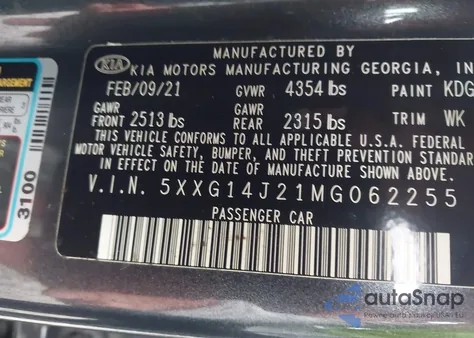 MANUFACTURED BY
KIA KIA MOTORS MANUFACTURING GEORGIA, IN
FEB/09/21 GVWR 4354 lbs PAINT KDG
GAWR FRONT 2513 lbs GAWR REAR 2315 lbs TRIM WK
THIS VEHICLE CONFORMS TO ALL APPLICABLE U.S.A. FEDERAL
MOTOR VEHICLE SAFETY, BUMPER, AND THEFT PREVENTION STANDAR
IN EFFECT ON THE DATE OF MANUFACTURE SHOWN ABOVE.
V.I.N. 5XXG14J21MG062255
PASSENGER CAR
3100
autoSnap